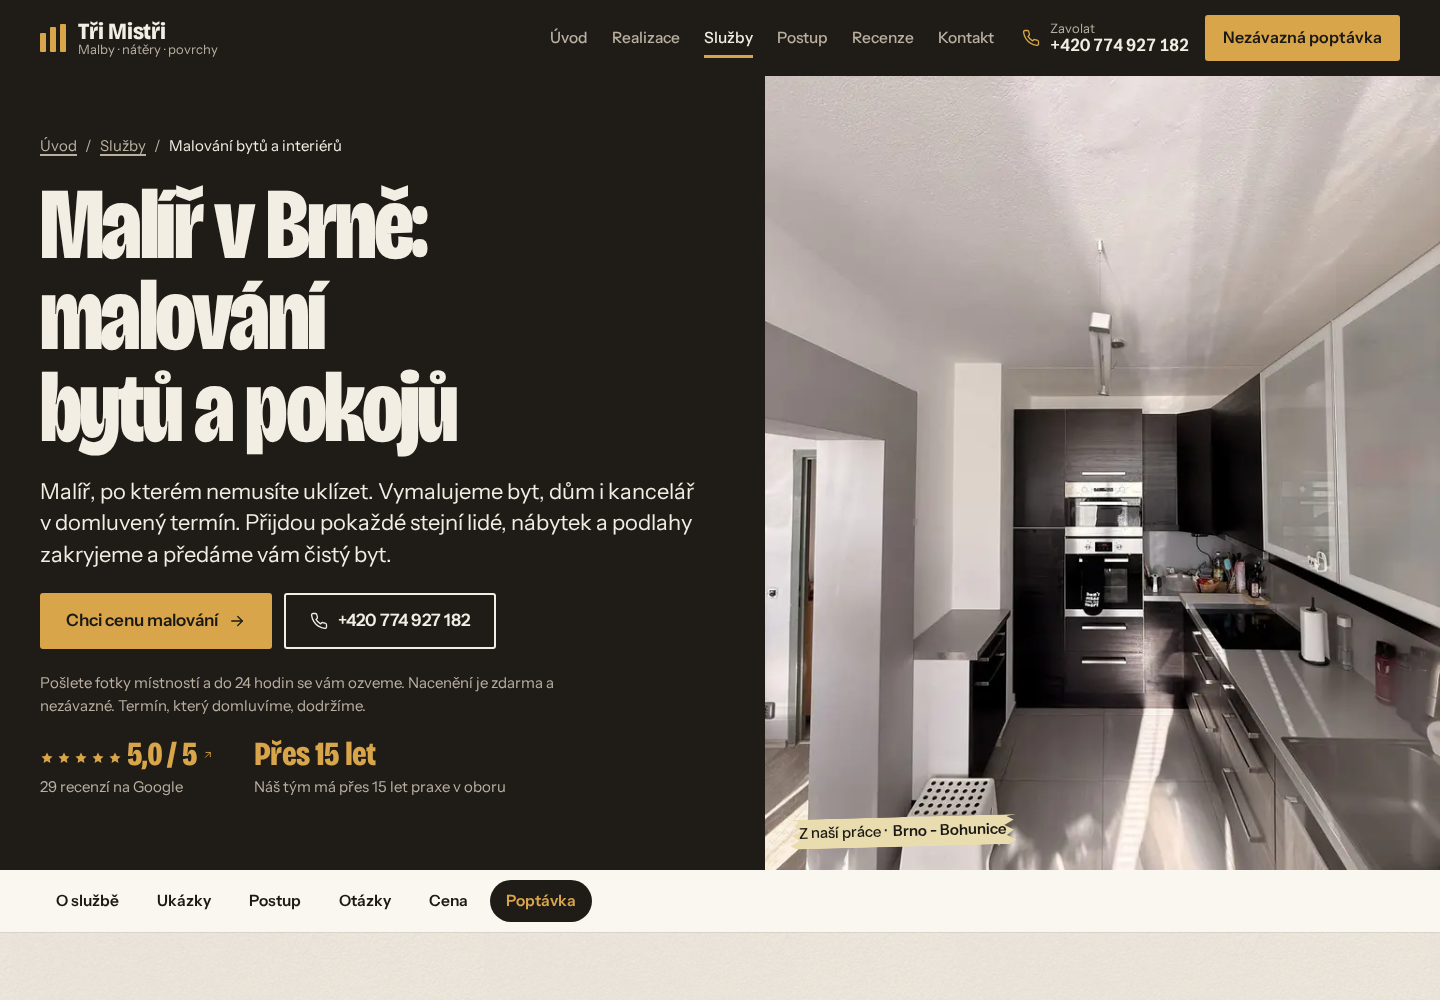 Tři Mistři
Malby · nátěry · povrchy
Úvod
Realizace
Služby
Postup
Recenze
Kontakt
Zavolat
+420 774 927 182
Nezávazná poptávka
Úvod / Služby / Malování bytů a interiérů
Malíř v Brně:
malování
bytů a pokojů
Malíř, po kterém nemusíte uklízet. Vymalujeme byt, dům i kancelář
v domluvený termín. Přijdou pokaždé stejní lidé, nábytek a podlahy
zakryjeme a předáme vám čistý byt.
Chci cenu malování →
+420 774 927 182
Pošlete fotky místností a do 24 hodin se vám ozveme. Nacenění je zdarma a
nezávazné. Termín, který domluvíme, dodržíme.
★★★★★ 5,0 / 5 ↗
29 recenzí na Google
Přes 15 let
Náš tým má přes 15 let praxe v oboru
Z naší práce · Brno - Bohunice
O službě
Ukázky
Postup
Otázky
Cena
Poptávka